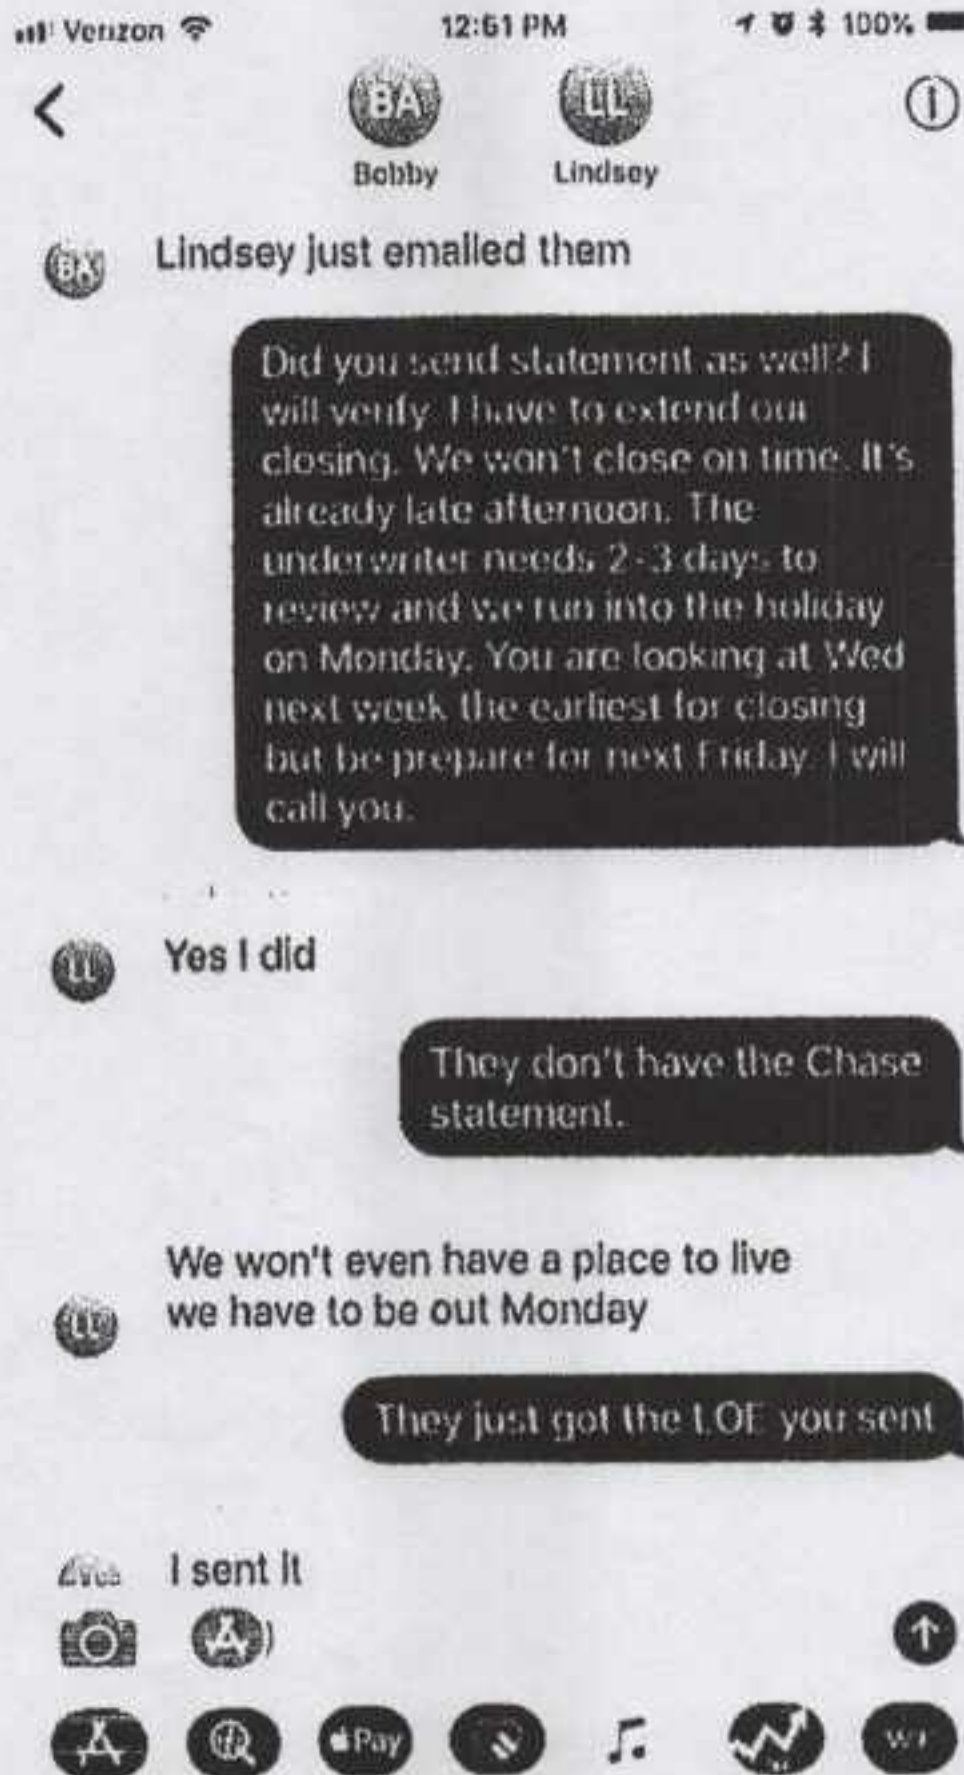 Verizon 12:51 PM 100%
BA LL
Bobby Lindsey
BA Lindsey just emailed them
Did you send statement as well? I
will verify. I have to extend our
closing. We won't close on time. It's
already late afternoon. The
underwriter needs 2-3 days to
review and we run into the holiday
on Monday. You are looking at Wed
next week the earliest for closing
but be prepare for next Friday. I will
call you.
LL Yes I did
They don't have the Chase
statement.
We won't even have a place to live
LL we have to be out Monday
They just got the LOE you sent
I sent it
Pay